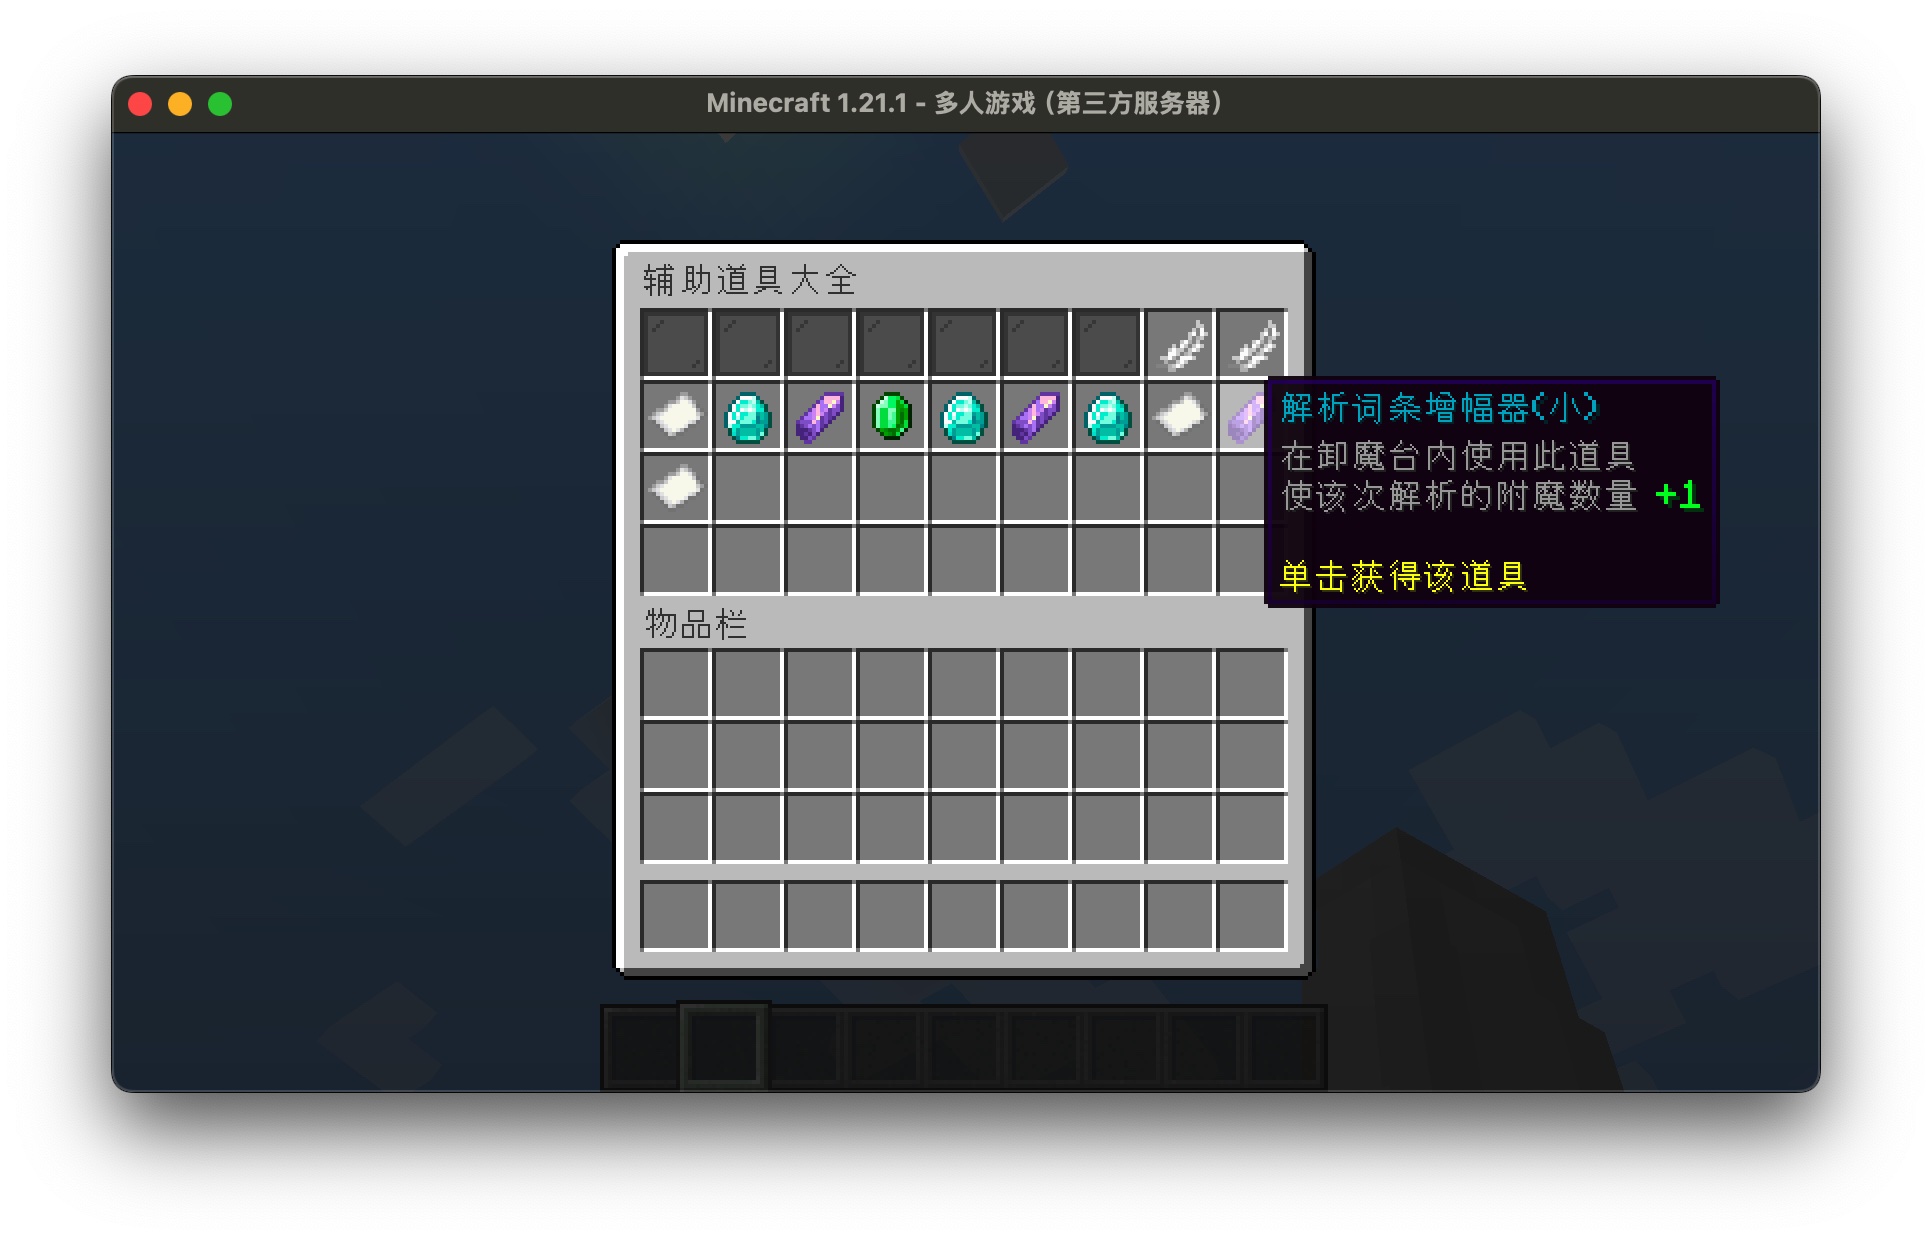 Minecraft 1.21.1 - 多人游戏（第三方服务器）
辅助道具大全
解析词条增幅器(小)
在卸魔台内使用此道具
使该次解析的附魔数量 +1
单击获得该道具
物品栏